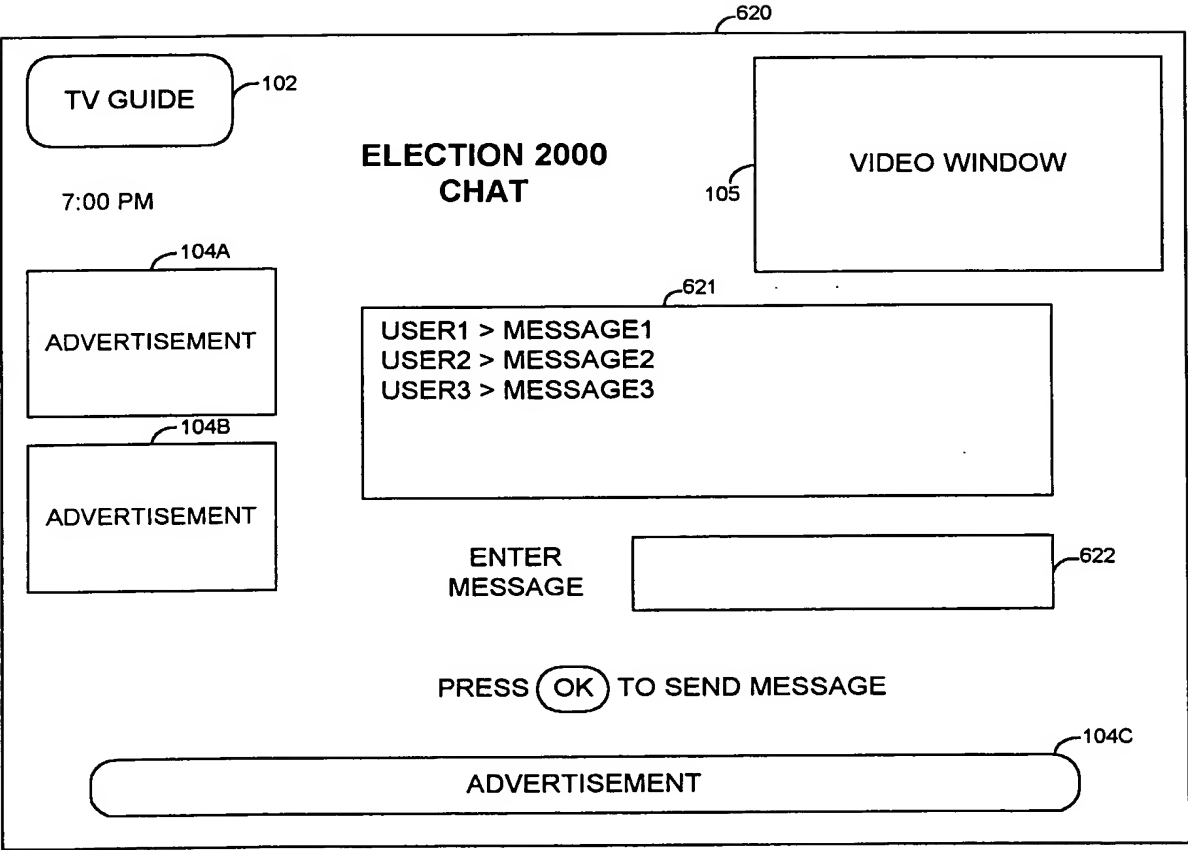 620
TV GUIDE
102
ELECTION 2000
CHAT
VIDEO WINDOW
105
7:00 PM
104A
ADVERTISEMENT
621
USER1 > MESSAGE1
USER2 > MESSAGE2
USER3 > MESSAGE3
104B
ADVERTISEMENT
ENTER
MESSAGE
622
PRESS OK TO SEND MESSAGE
104C
ADVERTISEMENT